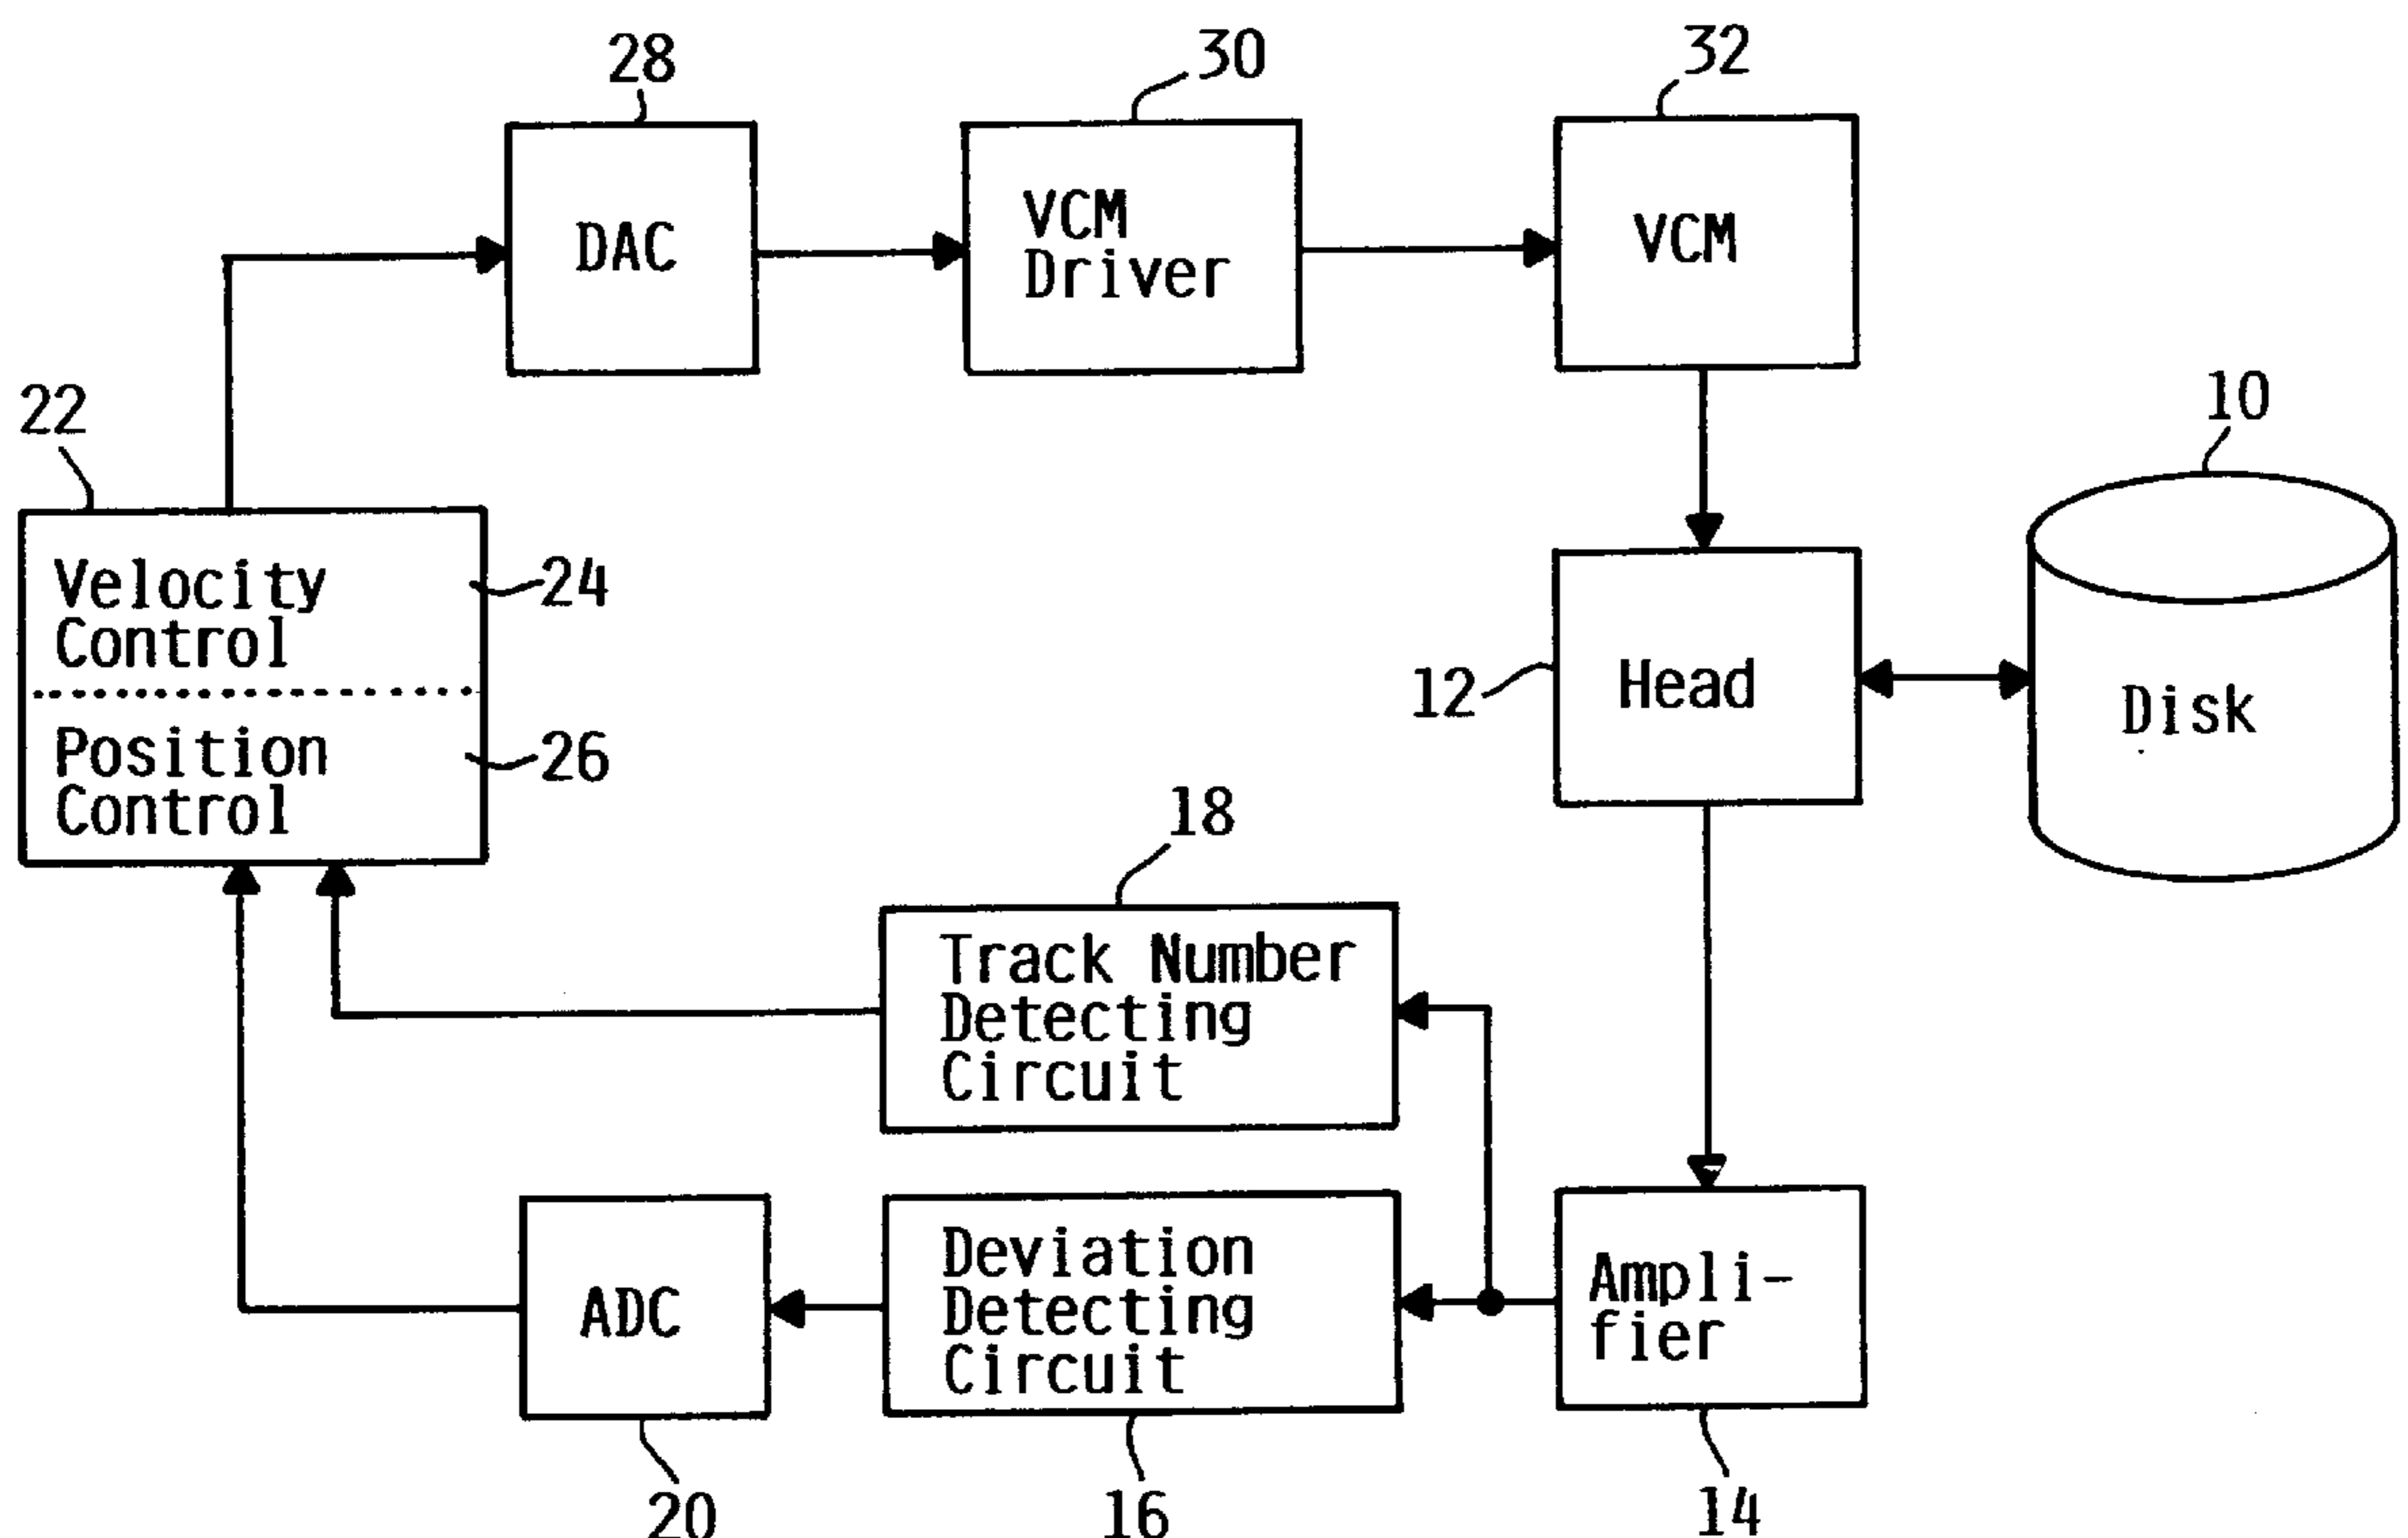 28
30
32
DAC
VCM
Driver
VCM
22
10
Velocity
Control
24
Position
Control
26
12
Head
Disk
18
Track Number
Detecting
Circuit
ADC
Deviation
Detecting
Circuit
Ampli-
fier
20
16
14